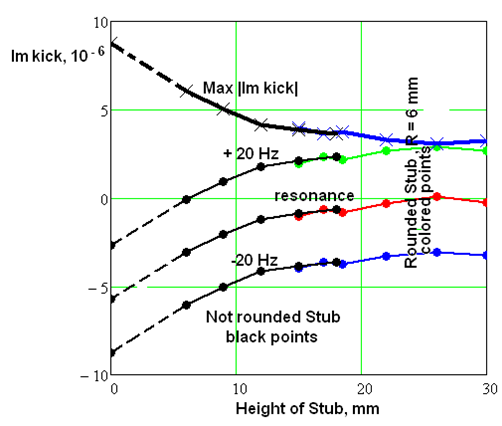 10
Im kick, 10⁻⁶
Max |Im kick|
5
+ 20 Hz
Rounded Stub, R = 6 mm
colored points
resonance
0
-20 Hz
– 5
Not rounded Stub
black points
– 10
0 10 20 30
Height of Stub, mm